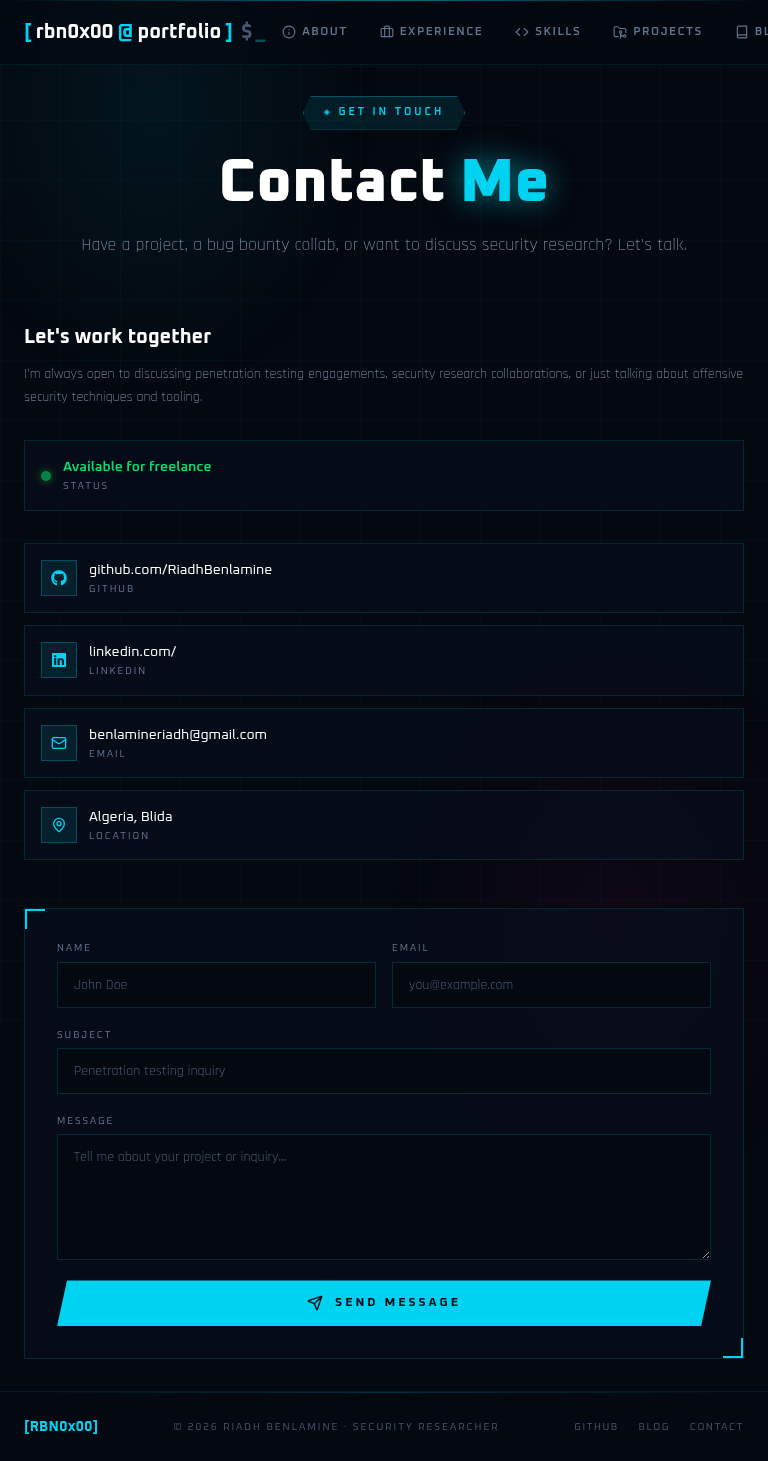 [ rbn0x00 @ portfolio ] $_ ABOUT EXPERIENCE SKILLS PROJECTS BL
◈ GET IN TOUCH
Contact Me
Have a project, a bug bounty collab, or want to discuss security research? Let's talk.
Let's work together
I'm always open to discussing penetration testing engagements, security research collaborations, or just talking about offensive
security techniques and tooling.
Available for freelance
STATUS
github.com/RiadhBenlamine
GITHUB
linkedin.com/
LINKEDIN
benlamineriadh@gmail.com
EMAIL
Algeria, Blida
LOCATION
NAME EMAIL
John Doe you@example.com
SUBJECT
Penetration testing inquiry
MESSAGE
Tell me about your project or inquiry...
SEND MESSAGE
[RBN0x00] © 2026 RIADH BENLAMINE · SECURITY RESEARCHER GITHUB BLOG CONTACT